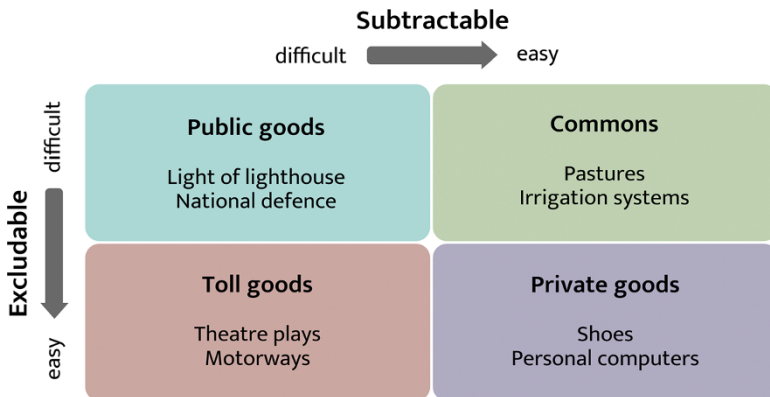 Subtractable
difficult
easy
Excludable
difficult
easy
Public goods
Light of lighthouse
National defence
Commons
Pastures
Irrigation systems
Toll goods
Theatre plays
Motorways
Private goods
Shoes
Personal computers